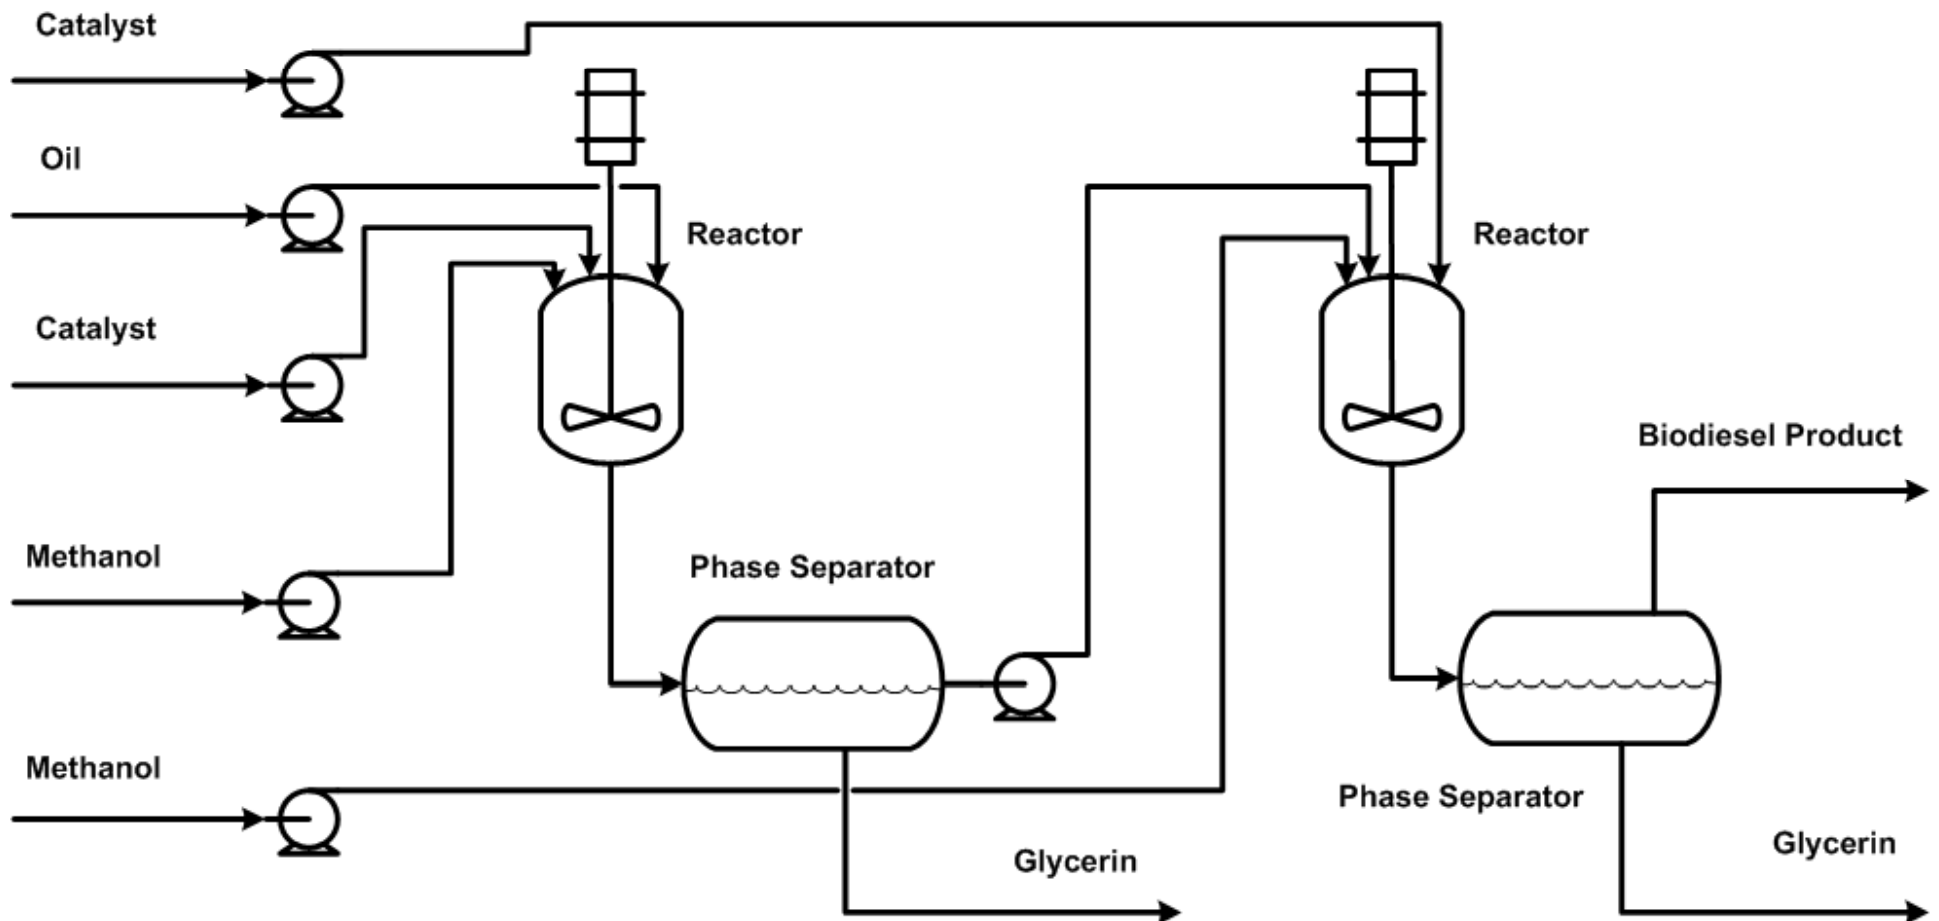 Catalyst
Oil
Reactor
Reactor
Catalyst
Biodiesel Product
Methanol
Phase Separator
Methanol
Phase Separator
Glycerin
Glycerin